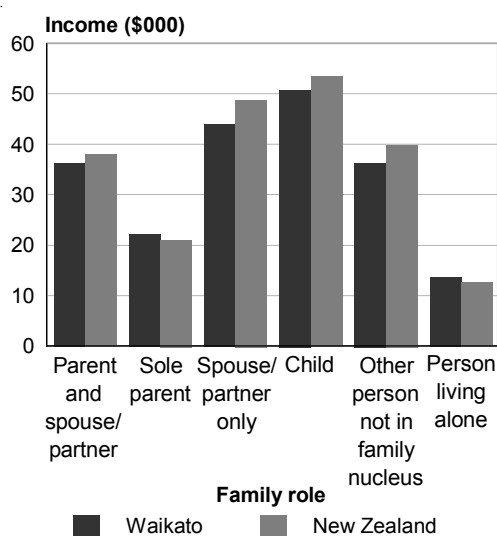 Income ($000)
60
50
40
30
20
10
0
Parent
and
spouse/
partner
Sole
parent
Spouse/
partner
only
Child
Other
person
not in
family
nucleus
Person
living
alone
Family role
Waikato
New Zealand